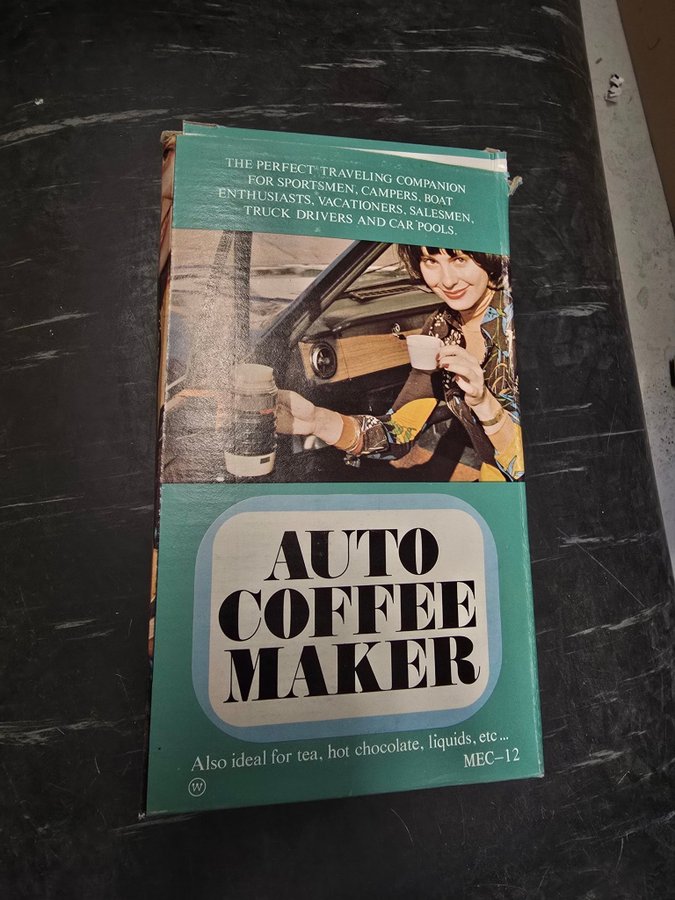 THE PERFECT TRAVELING COMPANION
FOR SPORTSMEN, CAMPERS, BOAT
ENTHUSIASTS, VACATIONERS, SALESMEN,
TRUCK DRIVERS AND CAR POOLS.
AUTO
COFFEE
MAKER
Also ideal for tea, hot chocolate, liquids, etc...
MEC-12
W